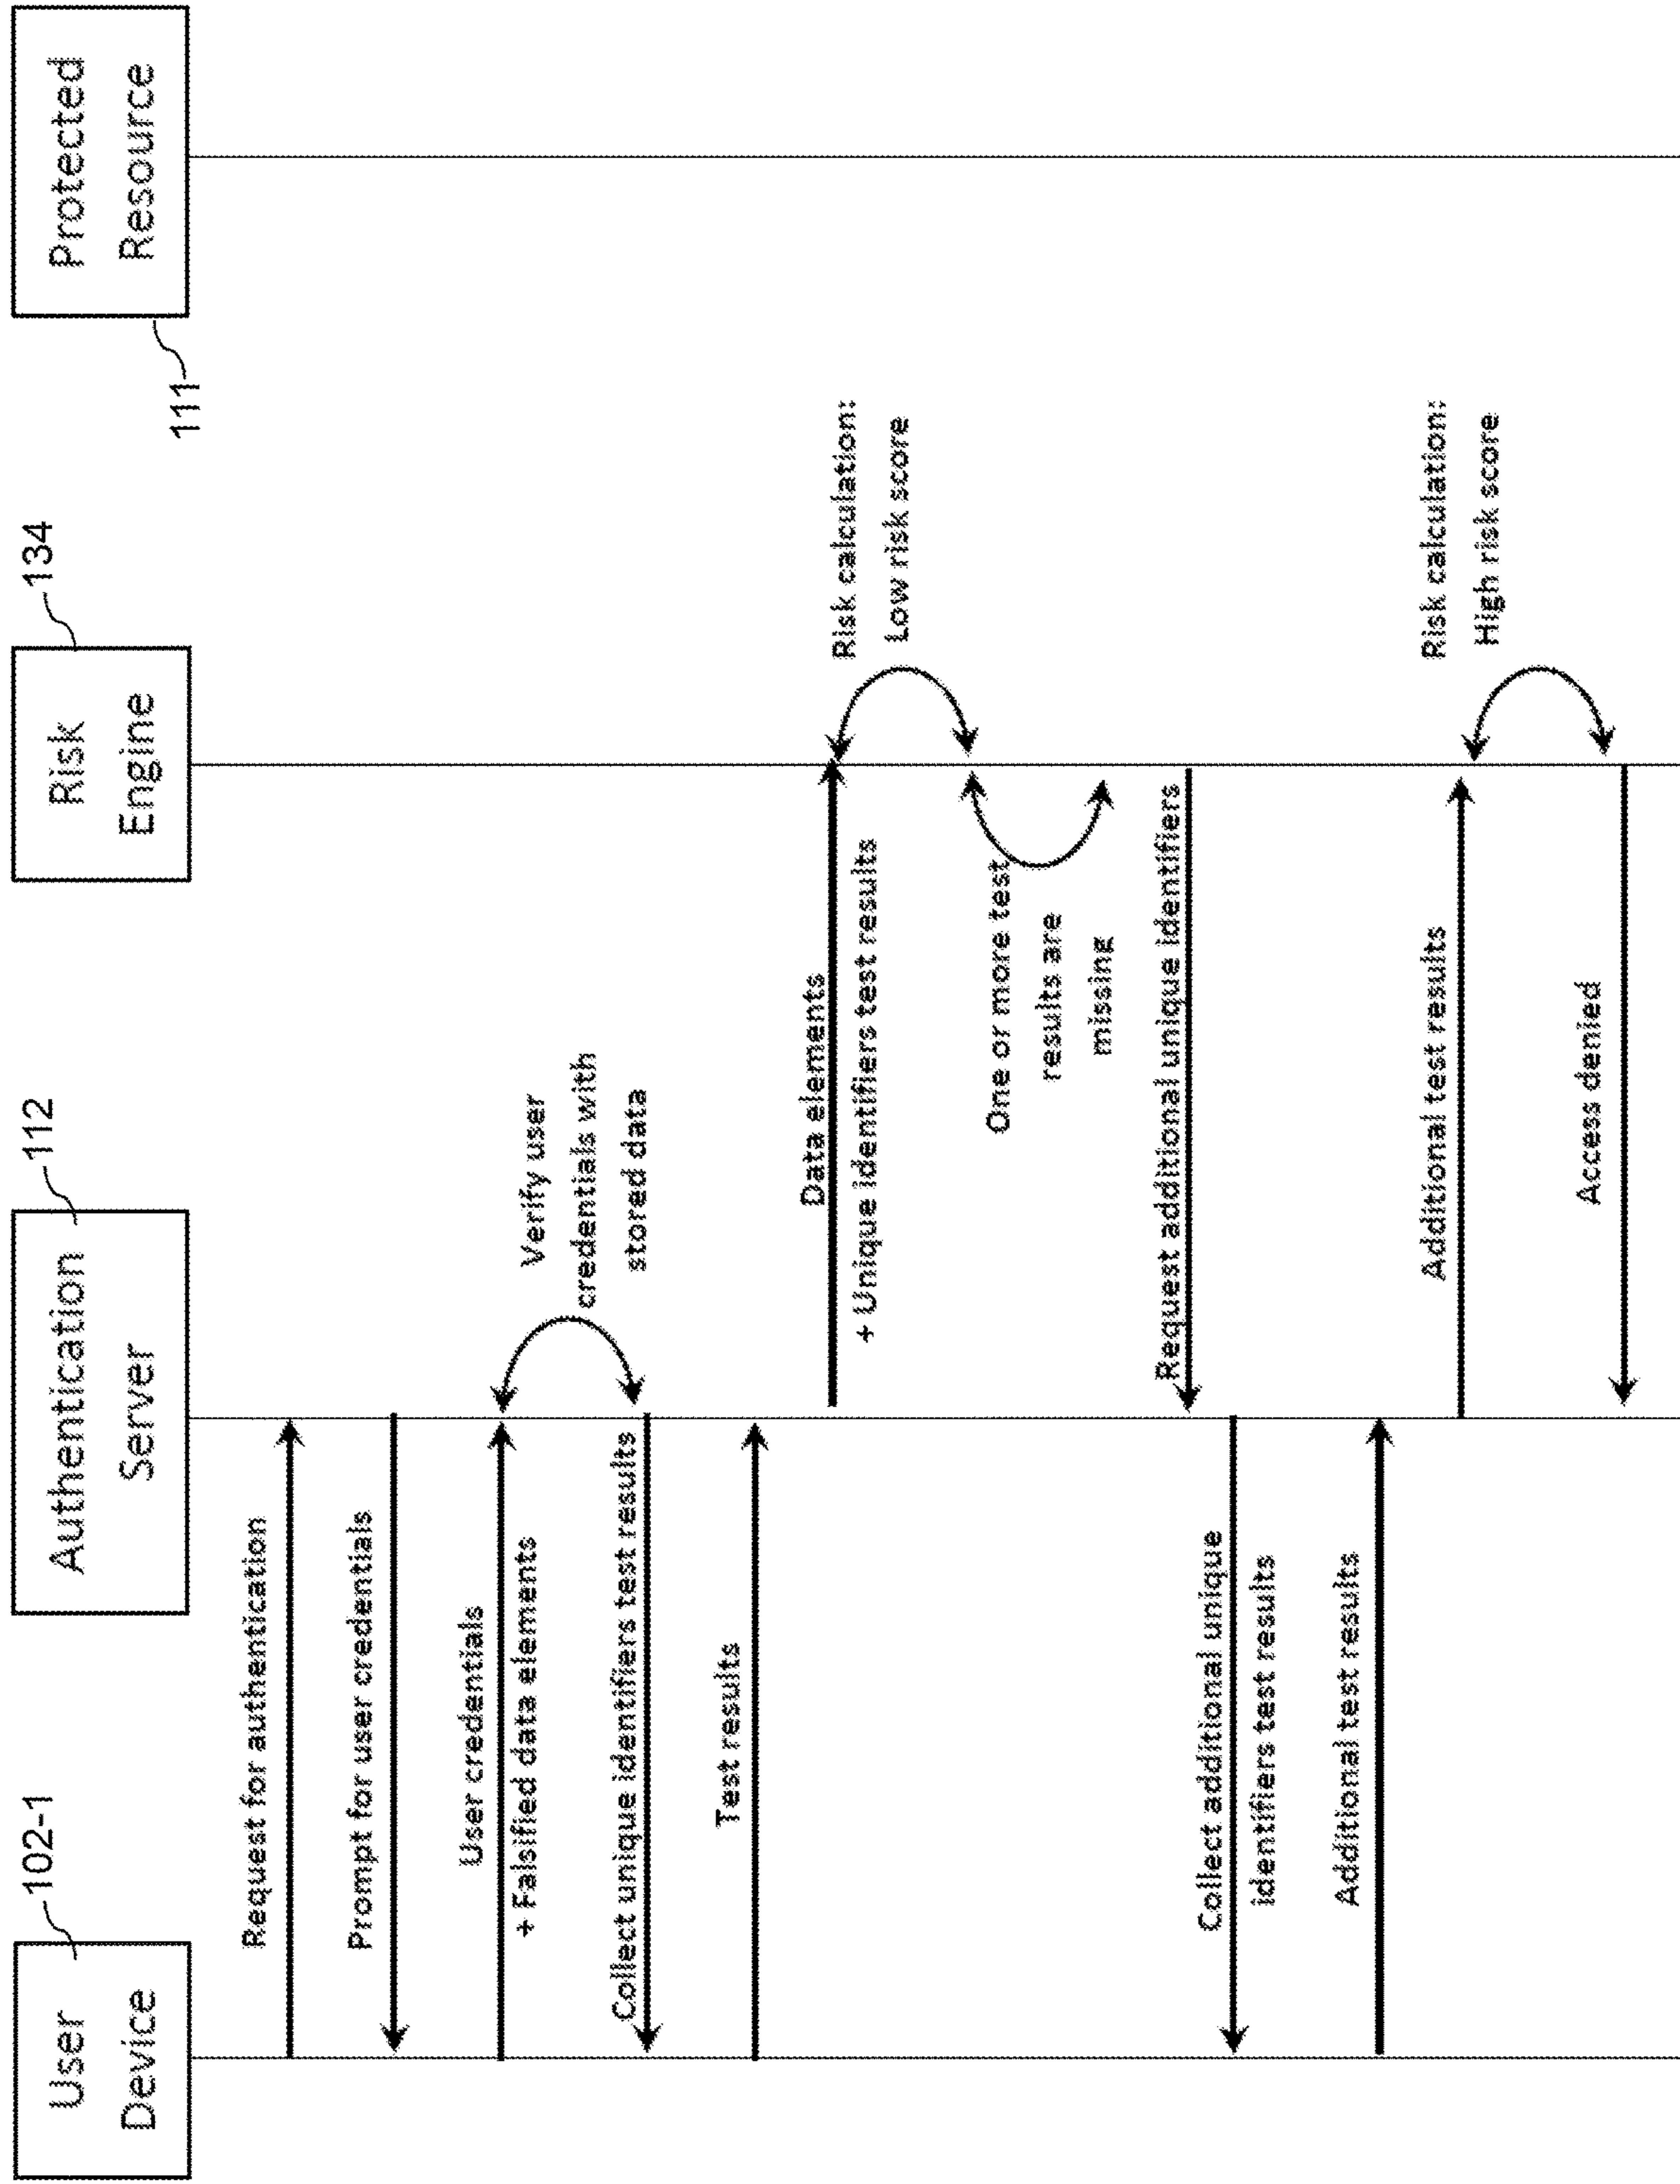 User
Device
102-1
Authentication
Server
112
Risk
Engine
134
Protected
Resource
111
Request for authentication
Prompt for user credentials
User credentials
+ Falsified data elements
Verify user
credentials with
stored data
Collect unique identifiers test results
Test results
Data elements
+ Unique identifiers test results
Risk calculation:
Low risk score
One or more test
results are
missing
Request additional unique identifiers
Collect additional unique
identifiers test results
Additional test results
Additional test results
Risk calculation:
High risk score
Access denied